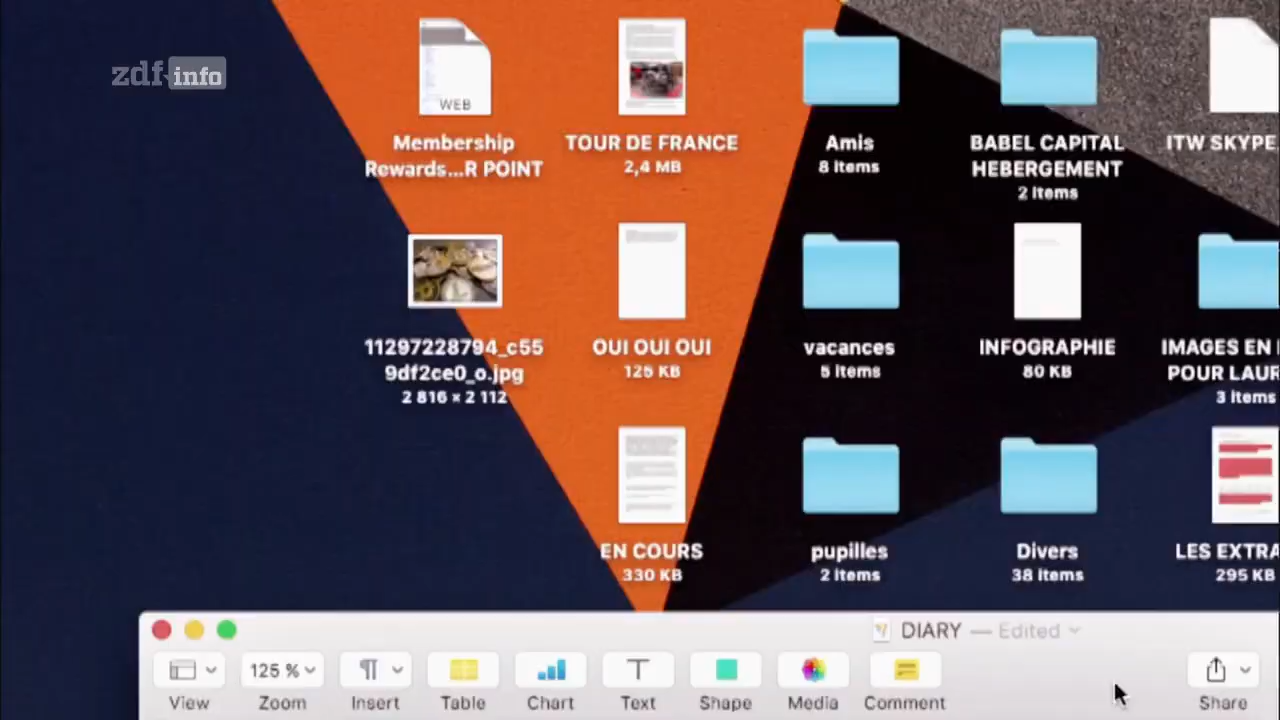 zdf info
WEB
Membership
Rewards...R POINT
TOUR DE FRANCE
2,4 MB
Amis
8 items
BABEL CAPITAL
HEBERGEMENT
2 items
ITW SKYPE
11297228794_c55
9df2ce0_o.jpg
2 816 × 2 112
OUI OUI OUI
125 KB
vacances
5 items
INFOGRAPHIE
80 KB
IMAGES EN
POUR LAUR
3 items
EN COURS
330 KB
pupilles
2 items
Divers
38 items
LES EXTRA
295 KB
DIARY — Edited
125 %
View
Zoom
Insert
Table
Chart
Text
Shape
Media
Comment
Share